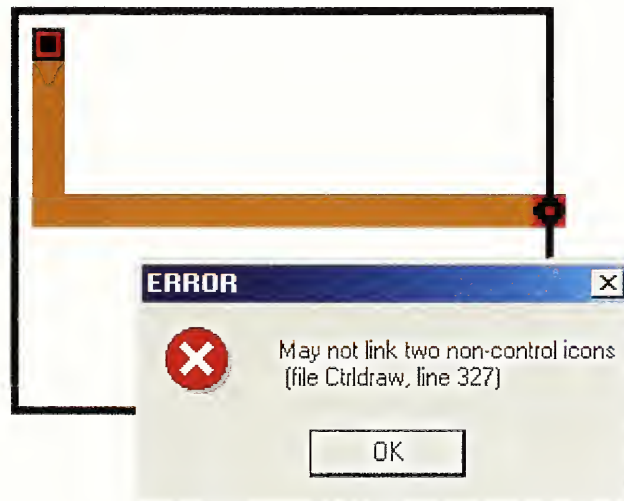 ERROR
May not link two non-control icons
(file Ctrldraw, line 327)
OK